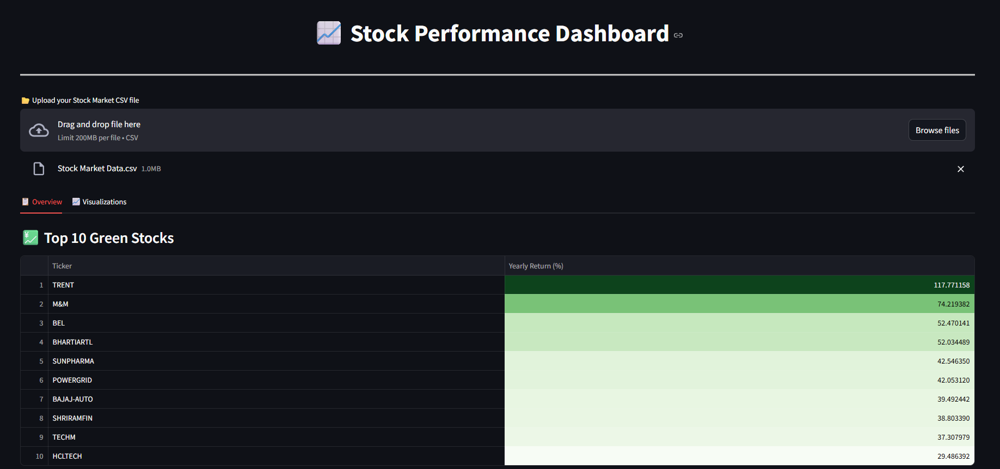 Stock Performance Dashboard
Upload your Stock Market CSV file
Drag and drop file here
Limit 200MB per file • CSV
Browse files
Stock Market Data.csv 1.0MB
Overview Visualizations
Top 10 Green Stocks
Ticker Yearly Return (%)
1 TRENT 117.771158
2 M&M 74.219382
3 BEL 52.470141
4 BHARTIARTL 52.034489
5 SUNPHARMA 42.546350
6 POWERGRID 42.053120
7 BAJAJ-AUTO 39.492442
8 SHRIRAMFIN 38.803390
9 TECHM 37.307979
10 HCLTECH 29.486392